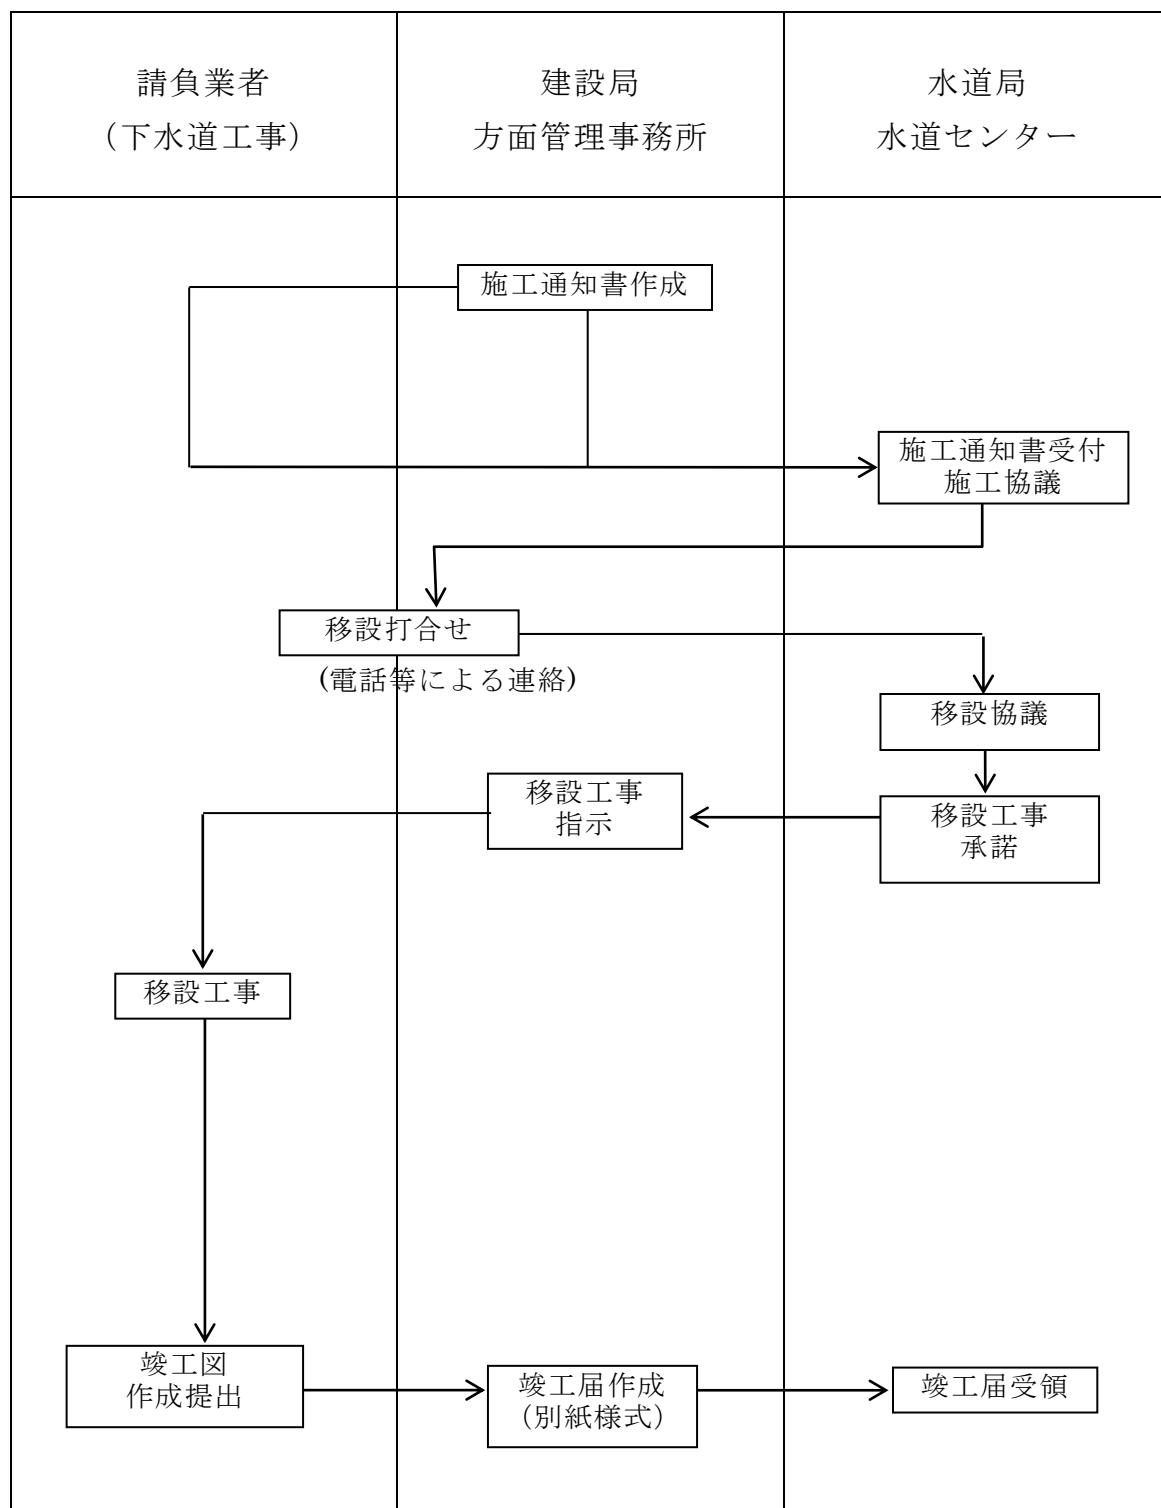 請負業者
（下水道工事）
建設局
方面管理事務所
水道局
水道センター
施工通知書作成
施工通知書受付
施工協議
移設打合せ
(電話等による連絡)
移設協議
移設工事
指示
移設工事
承諾
移設工事
竣工図
作成提出
竣工届作成
（別紙様式）
竣工届受領